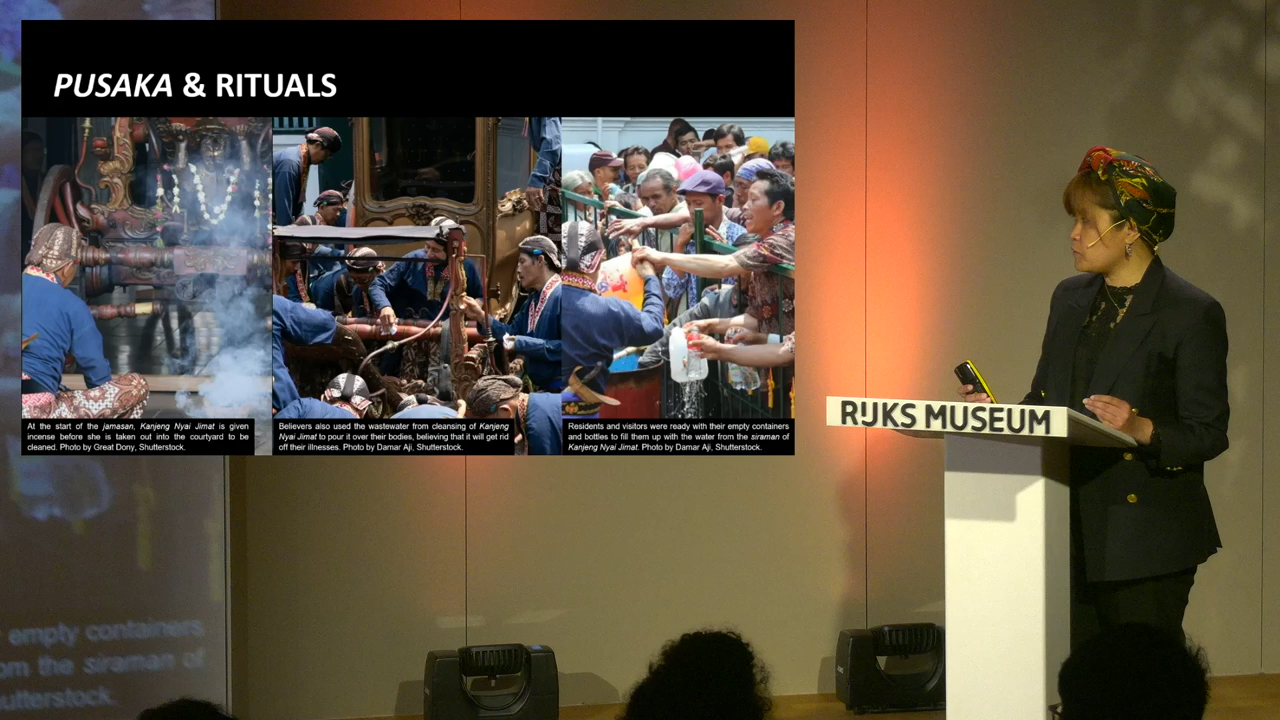 PUSAKA & RITUALS
At the start of the jamasan, Kanjeng Nyai Jimat is given
incense before she is taken out into the courtyard to be
cleaned. Photo by Great Dony, Shutterstock.
Believers also used the wastewater from cleansing of Kanjeng
Nyai Jimat to pour it over their bodies, believing that it will get rid
off their illnesses. Photo by Damar Aji, Shutterstock.
Residents and visitors were ready with their empty containers
and bottles to fill them up with the water from the siraman of
Kanjeng Nyai Jimat. Photo by Damar Aji, Shutterstock.
RIJKS MUSEUM
empty containers
om the siraman of
utterstock.